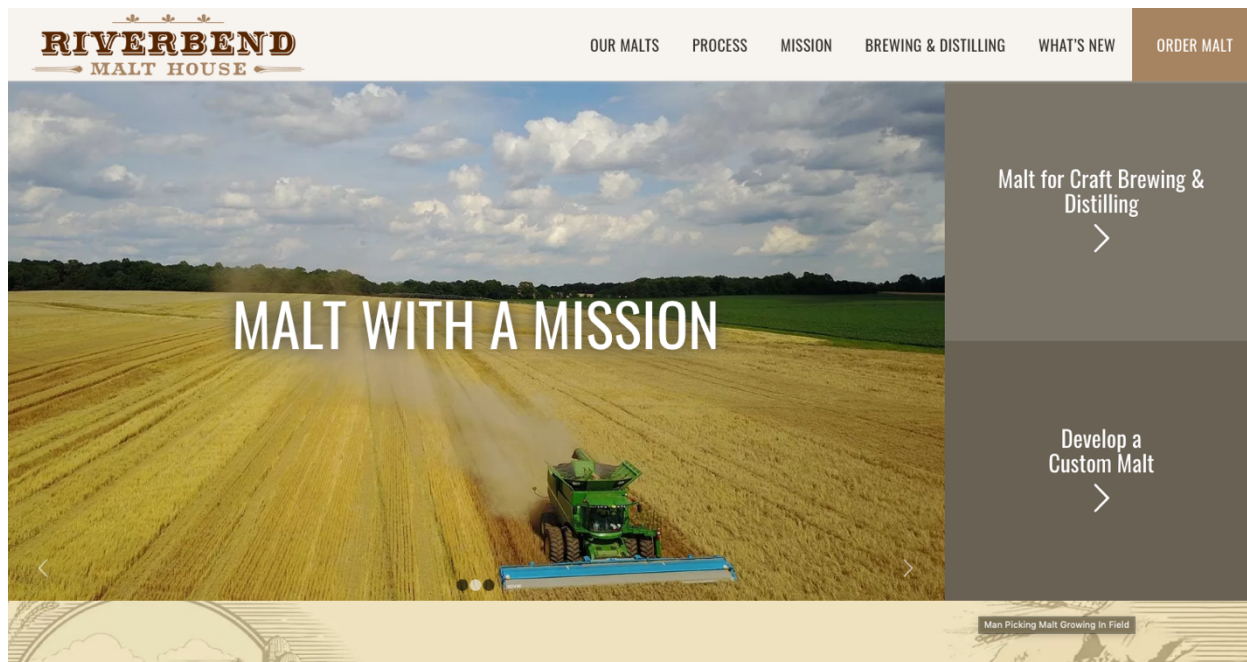 RIVERBEND
MALT HOUSE
OUR MALTS
PROCESS
MISSION
BREWING & DISTILLING
WHAT'S NEW
ORDER MALT
MALT WITH A MISSION
Malt for Craft Brewing &
Distilling
Develop a
Custom Malt
Man Picking Malt Growing In Field